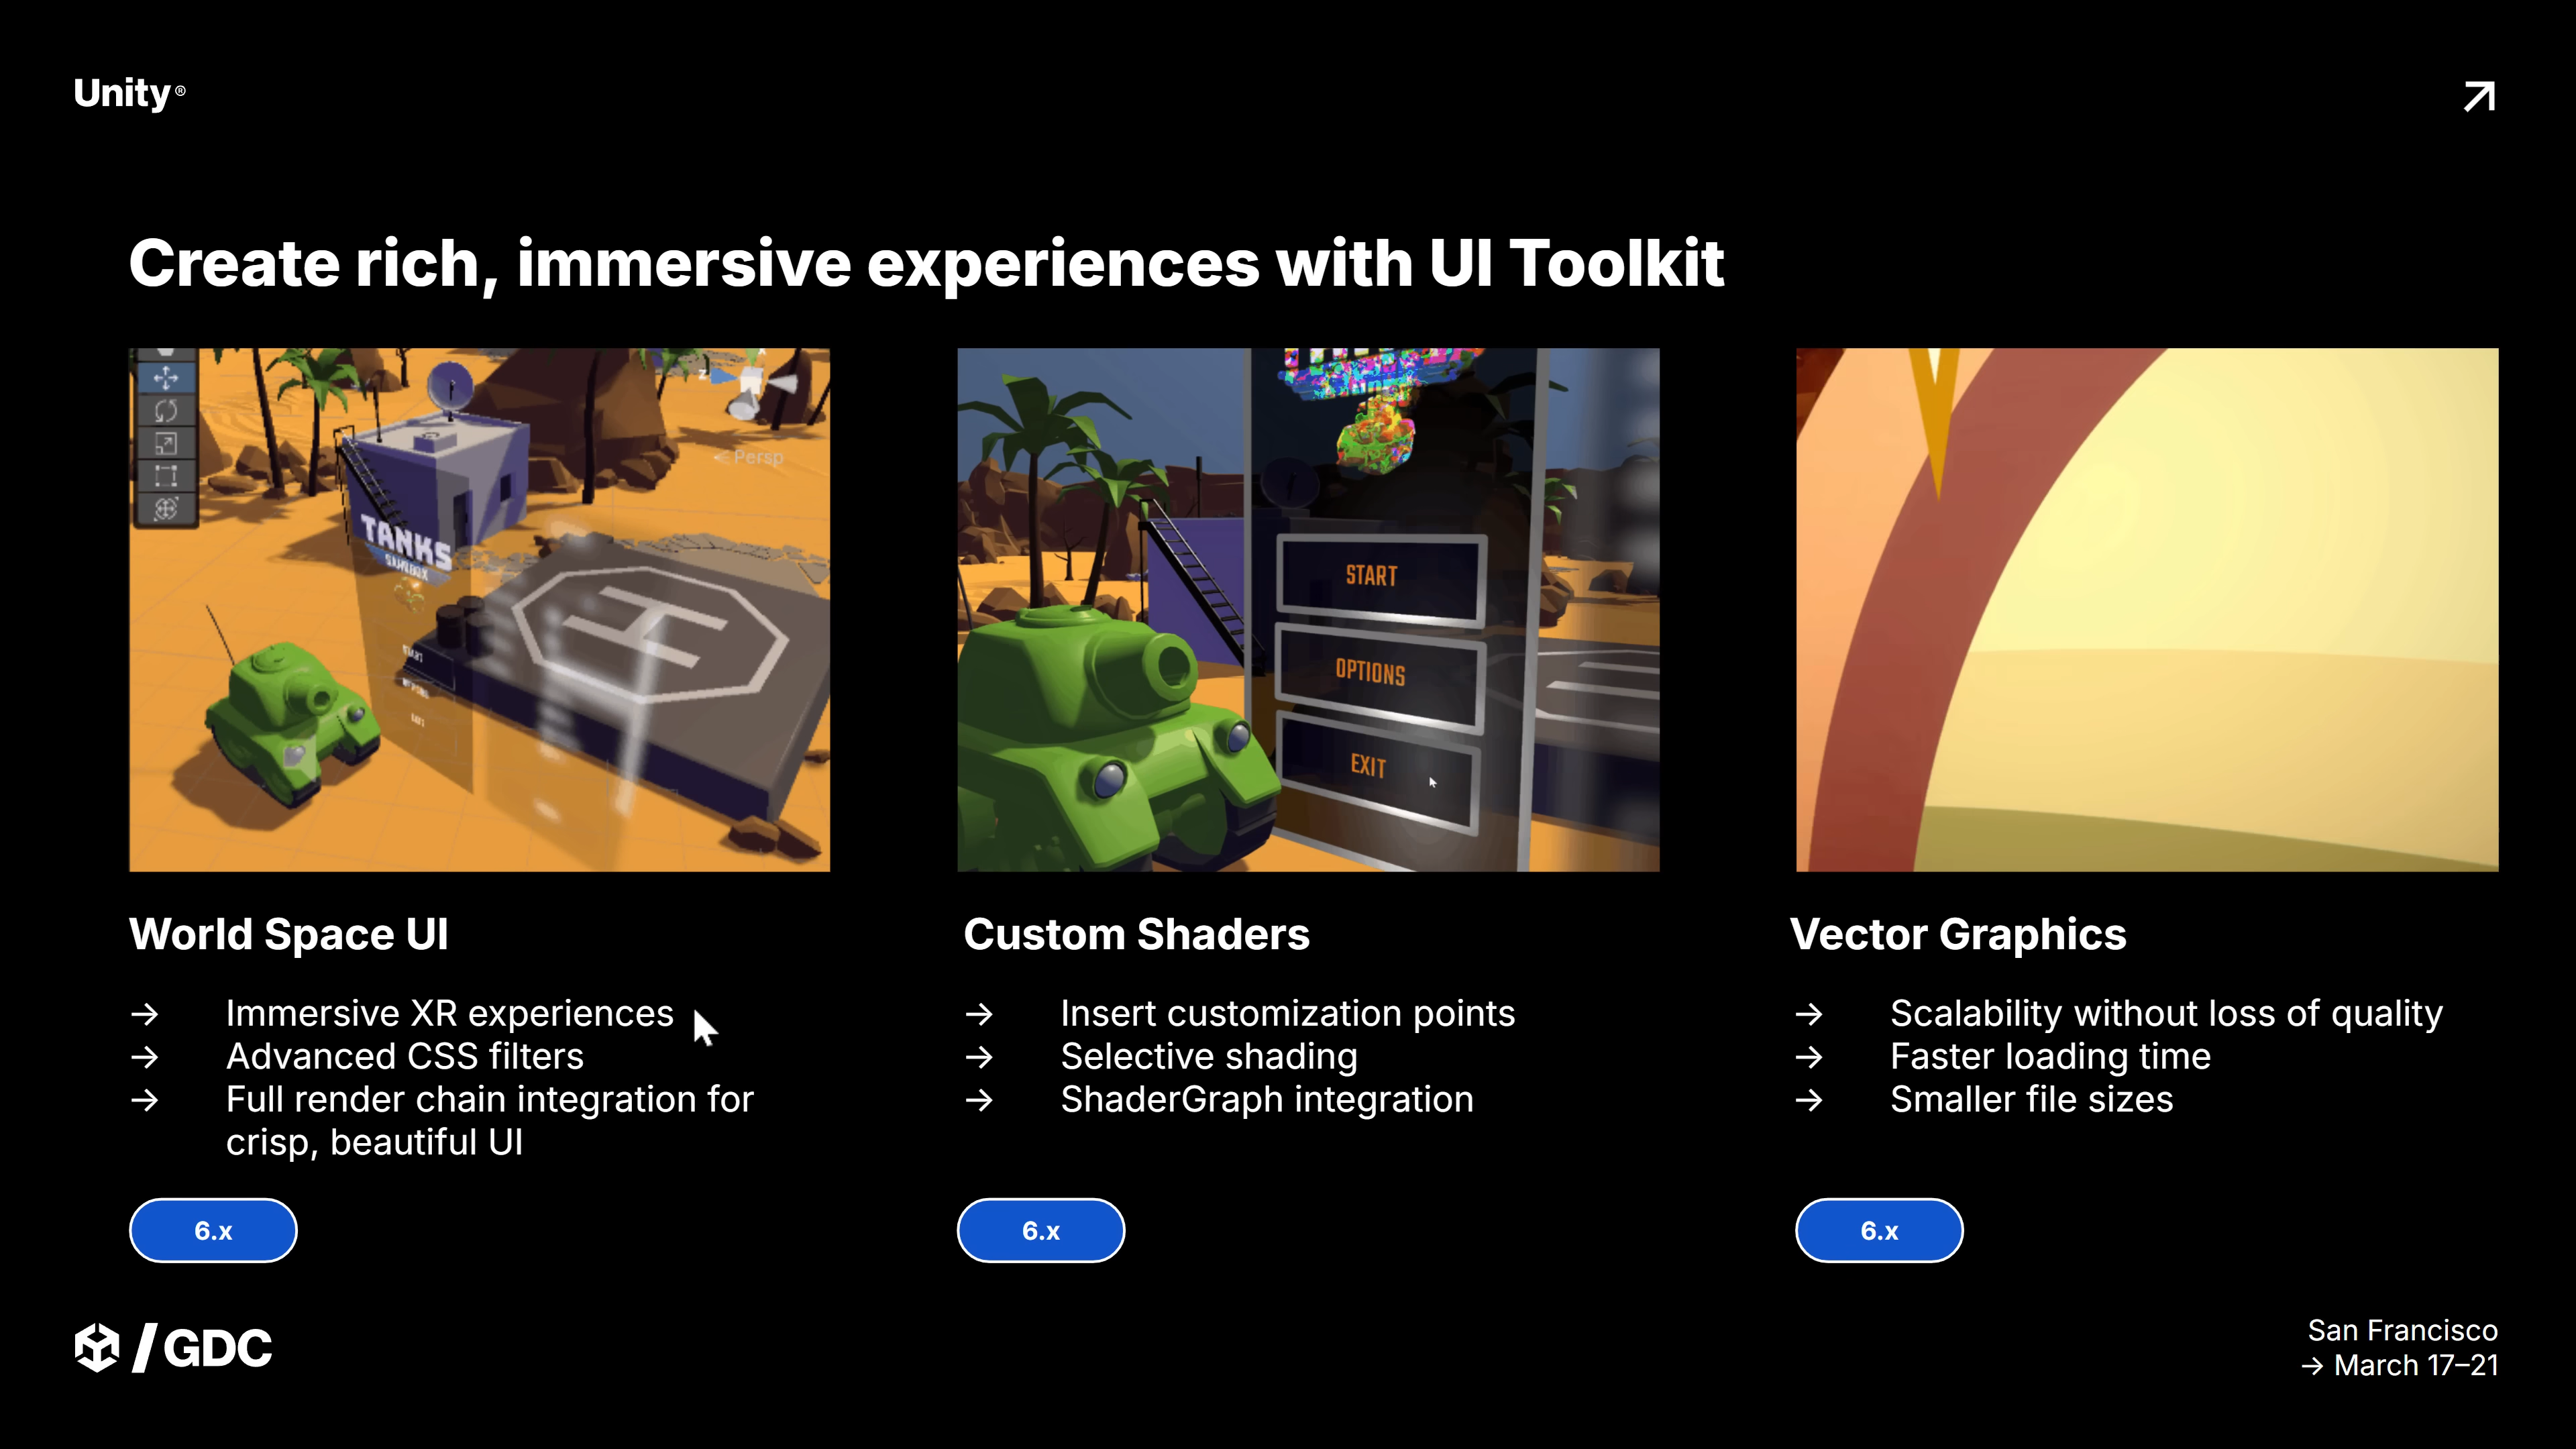 Unity®
Create rich, immersive experiences with UI Toolkit
Persp
TANKS
START
OPTIONS
EXIT
World Space UI
→ Immersive XR experiences
→ Advanced CSS filters
→ Full render chain integration for
crisp, beautiful UI
6.x
Custom Shaders
→ Insert customization points
→ Selective shading
→ ShaderGraph integration
6.x
Vector Graphics
→ Scalability without loss of quality
→ Faster loading time
→ Smaller file sizes
6.x
/GDC
San Francisco
→ March 17–21